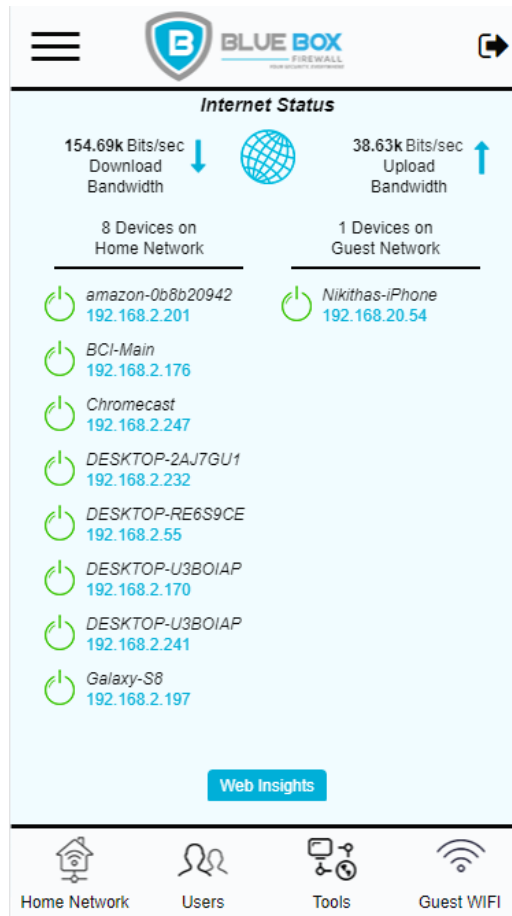 BLUE BOX
FIREWALL
YOUR SECURITY. EVERYWHERE
Internet Status
154.69k Bits/sec
Download
Bandwidth
38.63k Bits/sec
Upload
Bandwidth
8 Devices on
Home Network
1 Devices on
Guest Network
amazon-0b8b20942
192.168.2.201
Nikithas-iPhone
192.168.20.54
BCI-Main
192.168.2.176
Chromecast
192.168.2.247
DESKTOP-2AJ7GU1
192.168.2.232
DESKTOP-RE6S9CE
192.168.2.55
DESKTOP-U3BOIAP
192.168.2.170
DESKTOP-U3BOIAP
192.168.2.241
Galaxy-S8
192.168.2.197
Web Insights
Home Network
Users
Tools
Guest WIFI